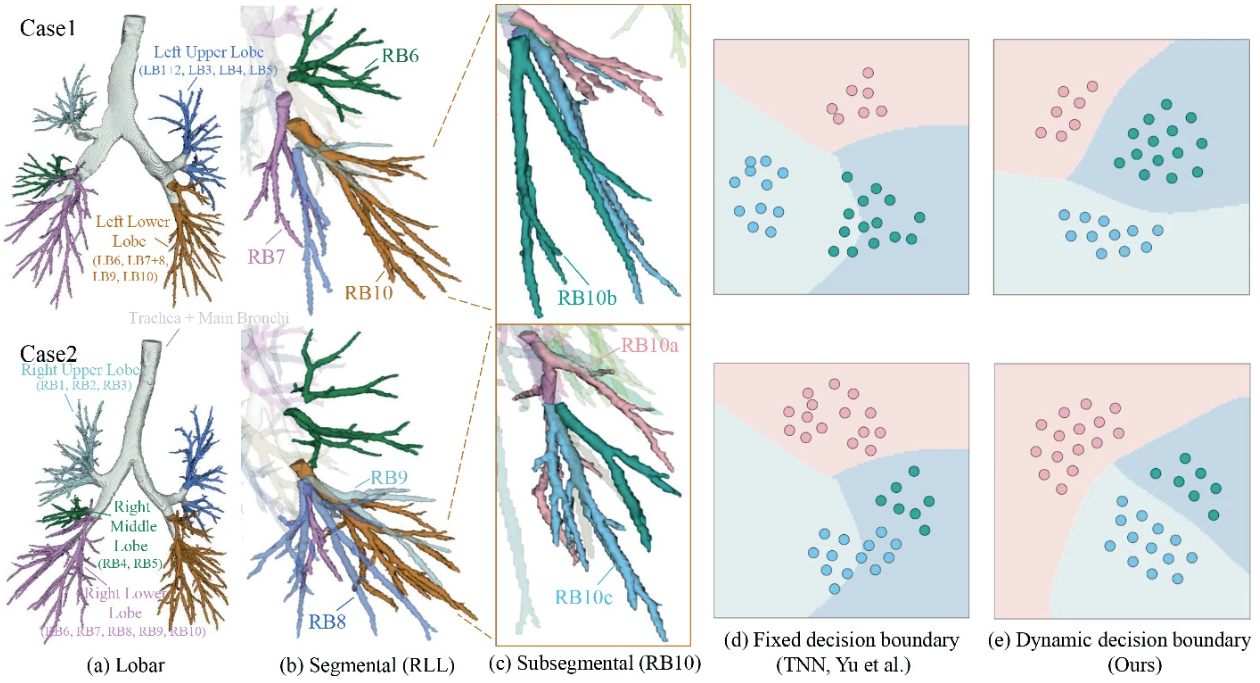 Case1
Left Upper Lobe
(LB1+2, LB3, LB4, LB5)
Left Lower
Lobe
(LB6, LB7+8,
LB9, LB10)
Trachea + Main Bronchi
Case2
Right Upper Lobe
(RB1, RB2, RB3)
Right
Middle
Lobe
(RB4, RB5)
Right Lower
Lobe
(RB6, RB7, RB8, RB9, RB10)
(a) Lobar
RB6
RB7
RB10
RB9
RB8
(b) Segmental (RLL)
RB10b
RB10a
RB10c
(c) Subsegmental (RB10)
(d) Fixed decision boundary
(TNN, Yu et al.)
(e) Dynamic decision boundary
(Ours)